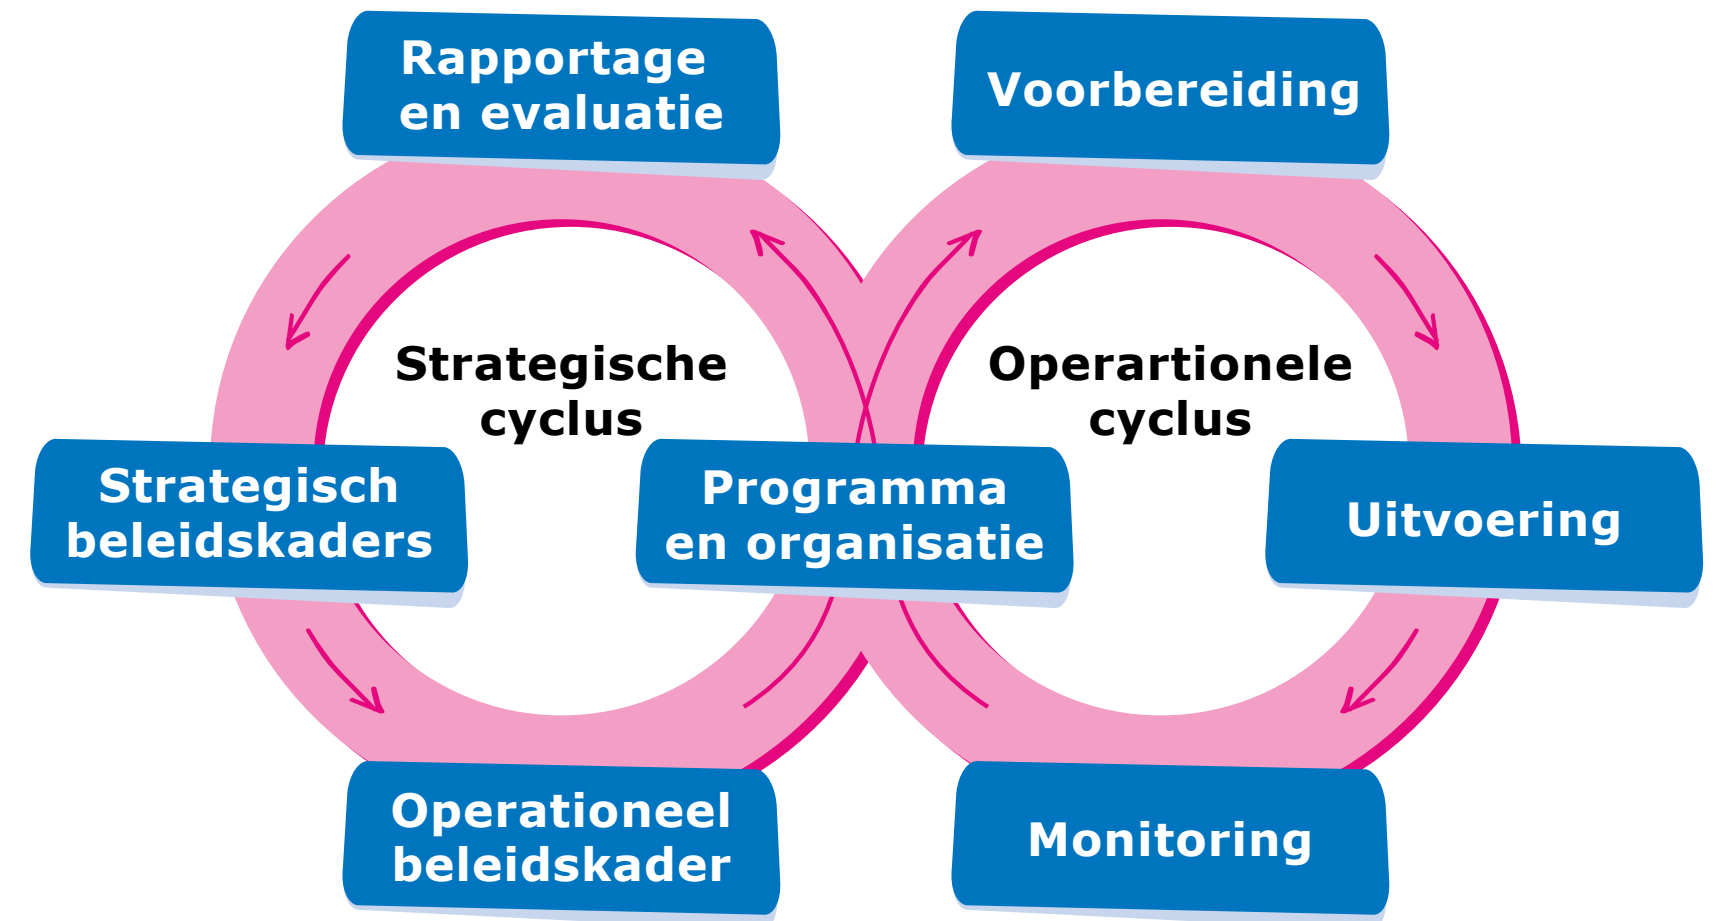 Rapportage
en evaluatie
Voorbereiding
Strategische
cyclus
Operartionele
cyclus
Strategisch
beleidskaders
Programma
en organisatie
Uitvoering
Operationeel
beleidskader
Monitoring